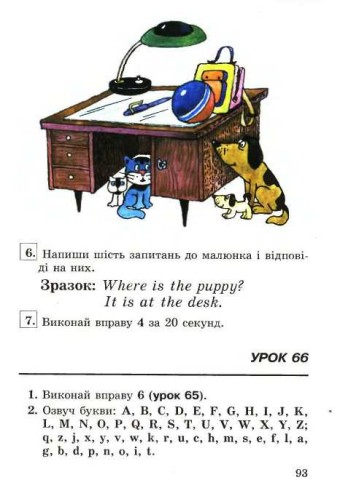 6. Напиши шість запитань до малюнка і відпові-
ді на них.
Зразок: Where is the puppy?
It is at the desk.
7. Виконай вправу 4 за 20 секунд.
УРОК 66
1. Виконай вправу 6 (урок 65).
2. Озвуч букви: A, B, C, D, E, F, G, H, I, J, K,
L, M, N, O, P, Q, R, S, T, U, V, W, X, Y, Z;
q, z, j, x, y, v, w, k, r, u, c, h, m, s, e, f, l, a,
g, b, d, p, n, o, i, t.
93